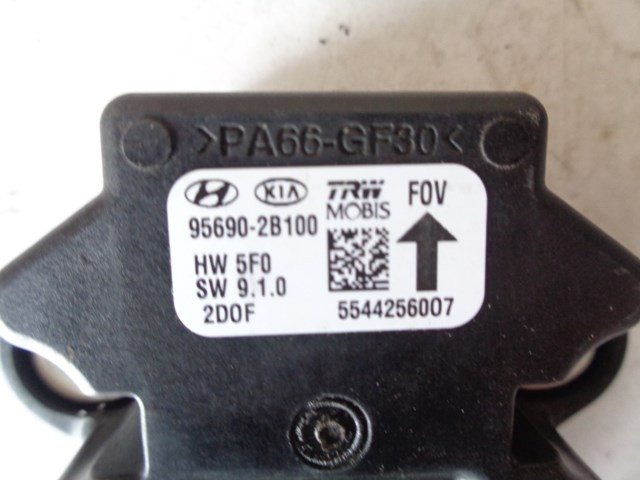 >PA66-GF30<
KIA TRW FOV
MOBIS
95690-2B100
HW 5F0
SW 9.1.0
2DOF 5544256007